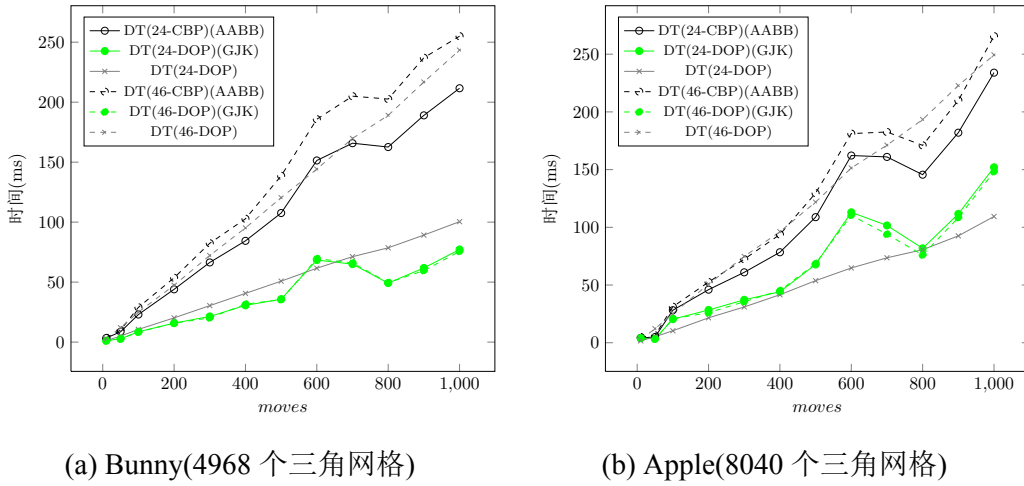 DT(24-CBP)(AABB)
DT(24-DOP)(GJK)
DT(24-DOP)
DT(46-CBP)(AABB)
DT(46-DOP)(GJK)
DT(46-DOP)
250
200
150
100
50
0
时间(ms)
0 200 400 600 800 1,000
moves
(a) Bunny(4968 个三角网格)
DT(24-CBP)(AABB)
DT(24-DOP)(GJK)
DT(24-DOP)
DT(46-CBP)(AABB)
DT(46-DOP)(GJK)
DT(46-DOP)
250
200
150
100
50
0
时间(ms)
0 200 400 600 800 1,000
moves
(b) Apple(8040 个三角网格)